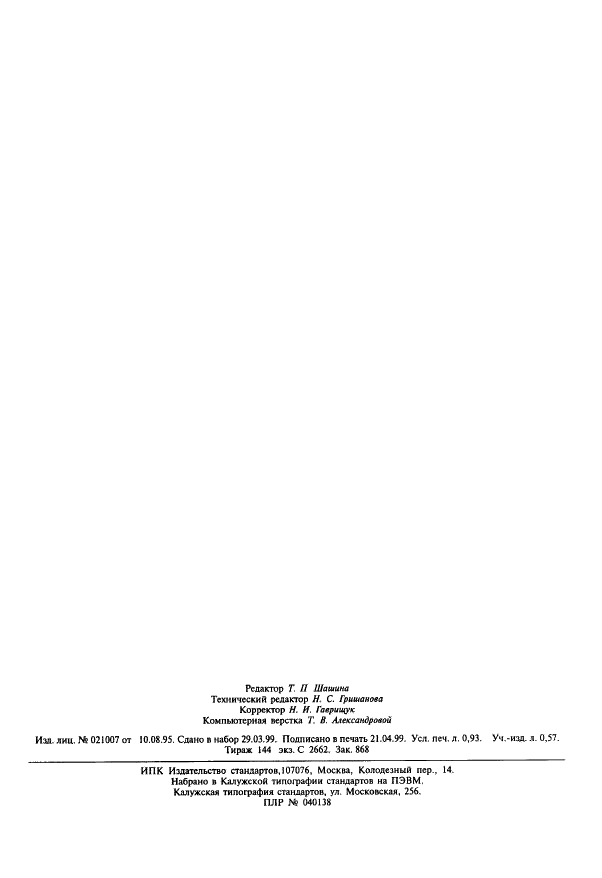 Редактор Т. П Шашина
Технический редактор Н. С. Гришанова
Корректор Н. И. Гаврищук
Компьютерная верстка Т. В. Александровой
Изд. лиц. № 021007 от 10.08.95. Сдано в набор 29.03.99. Подписано в печать 21.04.99. Усл. печ. л. 0,93. Уч.-изд. л. 0,57.
Тираж 144 экз. С 2662. Зак. 868
ИПК Издательство стандартов,107076, Москва, Колодезный пер., 14.
Набрано в Калужской типографии стандартов на ПЭВМ.
Калужская типография стандартов, ул. Московская, 256.
ПЛР № 040138